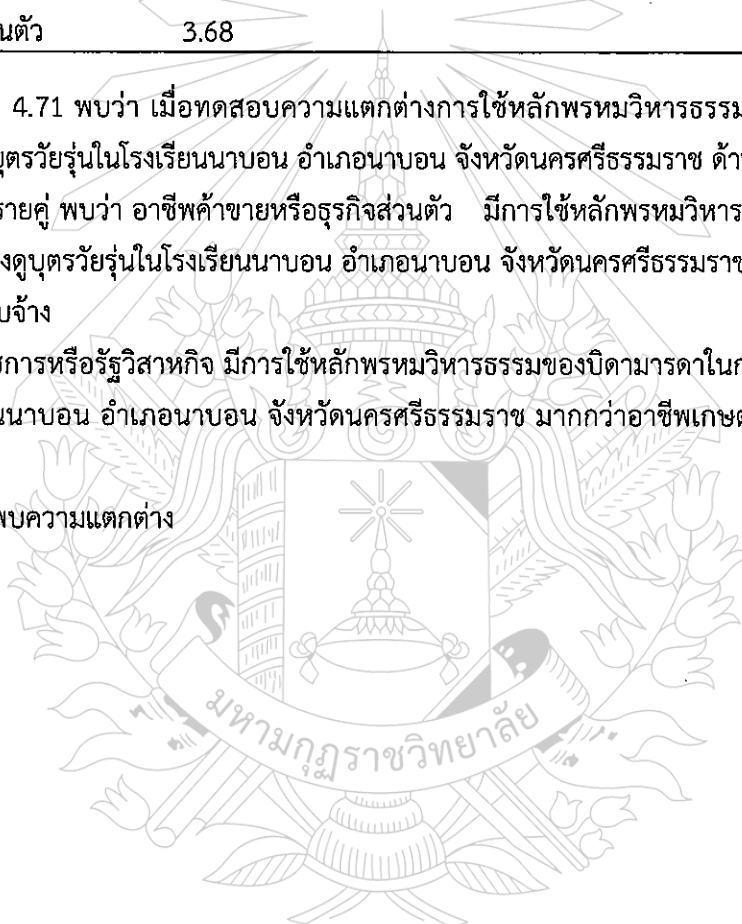 นตัว 3.68
4.71 พบว่า เมื่อทดสอบความแตกต่างการใช้หลักพรหมวิหารธรรม
บุตรวัยรุ่นในโรงเรียนนาบอน อำเภอนาบอน จังหวัดนครศรีธรรมราช ด้า
รายคู่ พบว่า อาชีพค้าขายหรือธุรกิจส่วนตัว มีการใช้หลักพรหมวิหาร
งดูบุตรวัยรุ่นในโรงเรียนนาบอน อำเภอนาบอน จังหวัดนครศรีธรรมราช
บจ้าง
ชการหรือรัฐวิสาหกิจ มีการใช้หลักพรหมวิหารธรรมของบิดามารดาในก
นนาบอน อำเภอนาบอน จังหวัดนครศรีธรรมราช มากกว่าอาชีพเกษต
พบความแตกต่าง
มหามกุฏราชวิทยาลัย